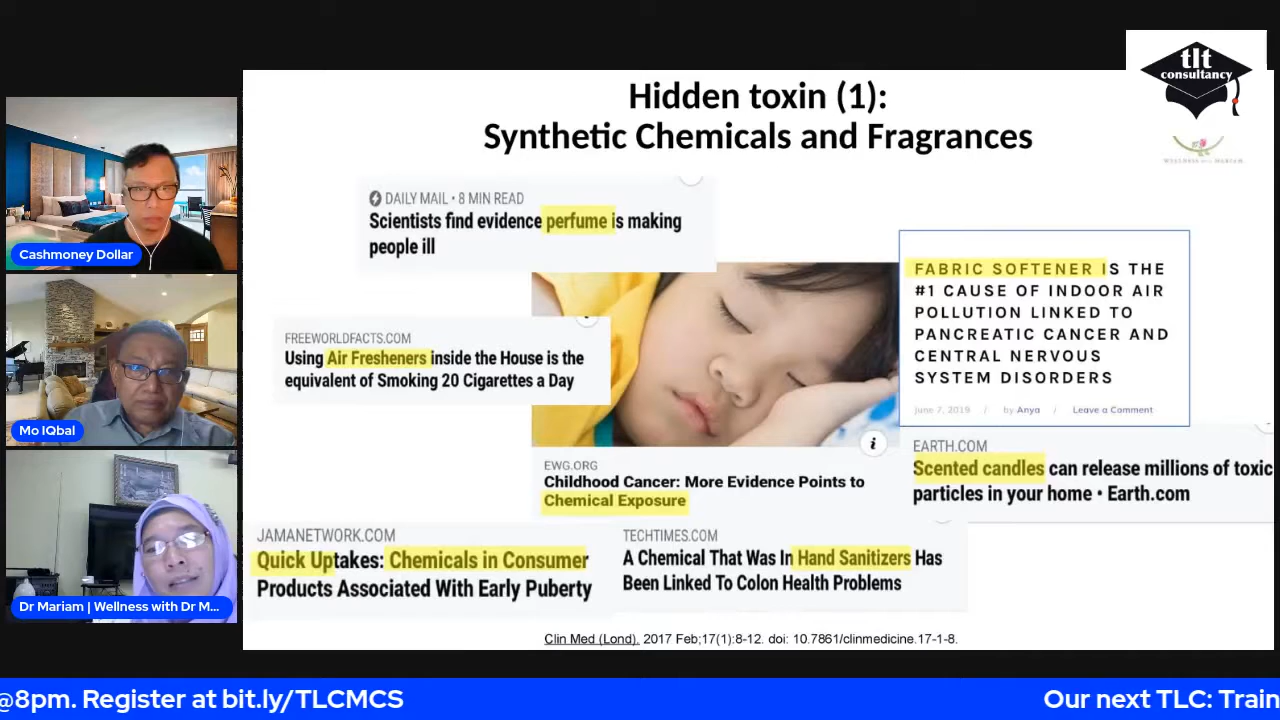 tlt
consultancy
WELLNESS with MARIAM
Hidden toxin (1):
Synthetic Chemicals and Fragrances
DAILY MAIL • 8 MIN READ
Scientists find evidence perfume is making
people ill
FREEWORLDFACTS.COM
Using Air Fresheners inside the House is the
equivalent of Smoking 20 Cigarettes a Day
FABRIC SOFTENER IS THE
#1 CAUSE OF INDOOR AIR
POLLUTION LINKED TO
PANCREATIC CANCER AND
CENTRAL NERVOUS
SYSTEM DISORDERS
June 7, 2019 / by Anya / Leave a Comment
EWG.ORG
Childhood Cancer: More Evidence Points to
Chemical Exposure
EARTH.COM
Scented candles can release millions of toxic
particles in your home • Earth.com
JAMANETWORK.COM
Quick Uptakes: Chemicals in Consumer
Products Associated With Early Puberty
TECHTIMES.COM
A Chemical That Was In Hand Sanitizers Has
Been Linked To Colon Health Problems
Clin Med (Lond). 2017 Feb;17(1):8-12. doi: 10.7861/clinmedicine.17-1-8.
Cashmoney Dollar
Mo IQbal
Dr Mariam | Wellness with Dr M...
@8pm. Register at bit.ly/TLCMCS
Our next TLC: Train